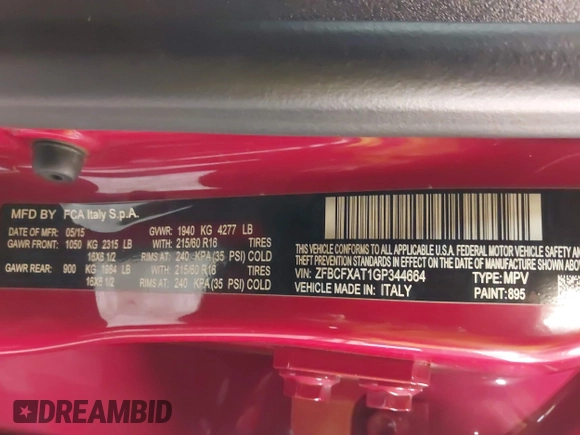 MFD BY FCA Italy S.p.A.
DATE OF MFR: 05/15 GVWR: 1940 KG 4277 LB
GAWR FRONT: 1050 KG 2315 LB WITH: 215/60 R16 TIRES
16X6 1/2 RIMS AT: 240 KPA (35 PSI) COLD
GAWR REAR: 900 KG 1984 LB WITH: 215/60 R16 TIRES
16X6 1/2 RIMS AT: 240 KPA (35 PSI) COLD
THIS VEHICLE CONFORMS TO ALL APPLICABLE U.S.A. FEDERAL MOTOR VEHICLE SAFETY
THEFT PREVENTION STANDARDS IN EFFECT ON THE DATE OF MANUFACTURE SHOWN
VIN: ZFBCFXAT1GP344664 TYPE: MPV
VEHICLE MADE IN: ITALY PAINT: 895
DREAMBID